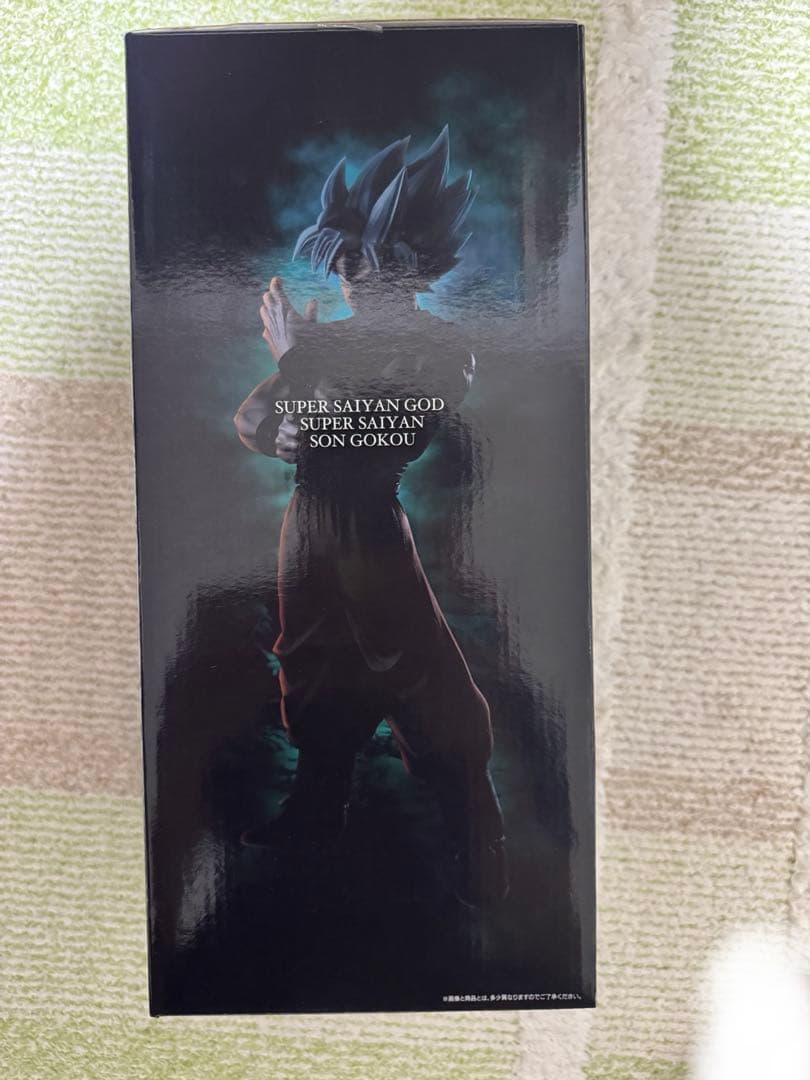 SUPER SAIYAN GOD
SUPER SAIYAN
SON GOKOU
※画像と商品とは、多少異なりますのでご了承ください。